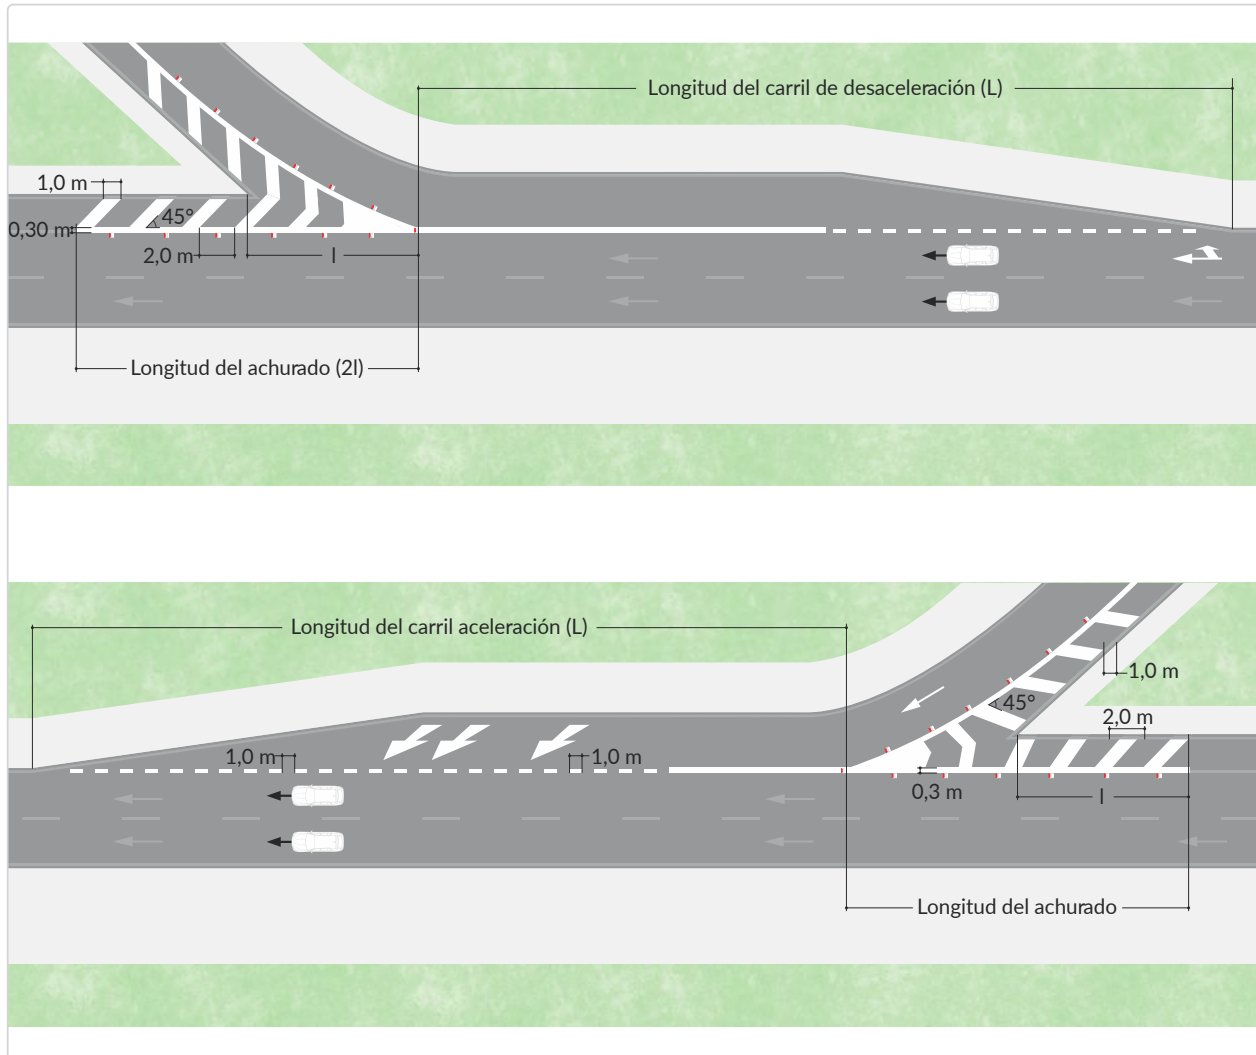 Longitud del carril de desaceleración (L)
1,0 m
45°
0,30 m
2,0 m
l
Longitud del achurado (2l)
Longitud del carril aceleración (L)
1,0 m
45°
2,0 m
1,0 m
1,0 m
0,3 m
l
Longitud del achurado